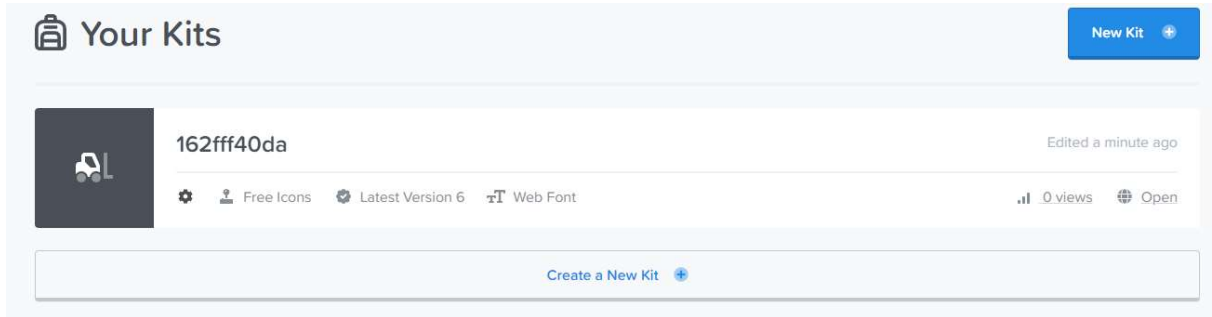 Your Kits
New Kit
162fff40da
Edited a minute ago
Free Icons Latest Version 6 TT Web Font
0 views Open
Create a New Kit